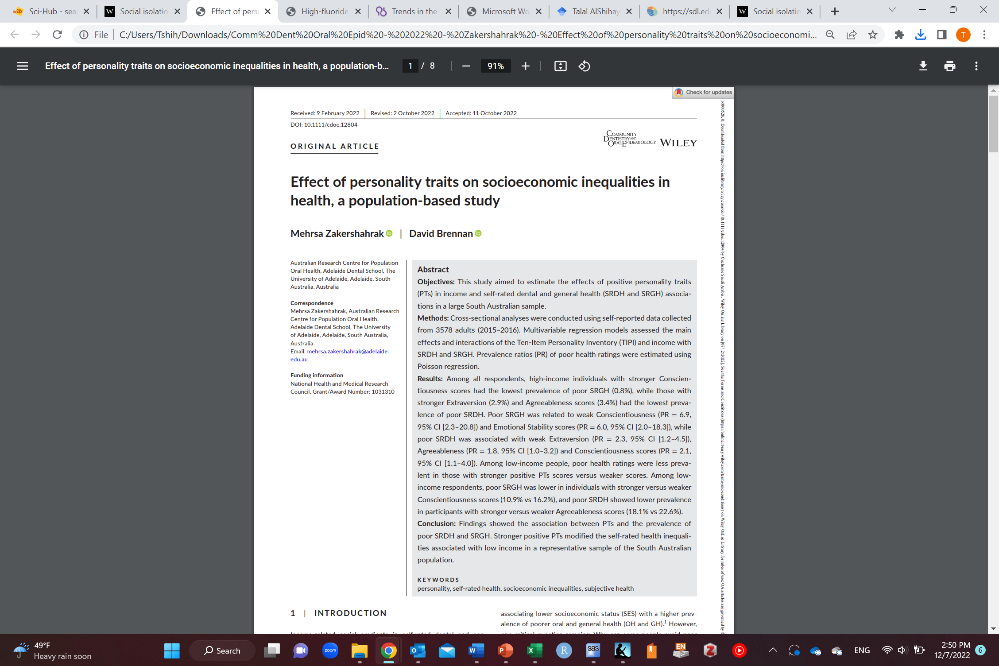 Sci-Hub - sea
Social isolatio
Effect of pers
High-fluoride
Trends in the
Microsoft Wo
Talal AlShihay
https://sdl.ed
Social isolatio
File
C:/Users/Tshih/Downloads/Comm%20Dent%20Oral%20Epid%20-%202022%20-%20Zakershahrak%20-%20Effect%20of%20personality%20traits%20on%20socioeconomi...
T
Effect of personality traits on socioeconomic inequalities in health, a population-b...
1 / 8
91%
Check for updates
Received: 9 February 2022 | Revised: 2 October 2022 | Accepted: 11 October 2022
DOI: 10.1111/cdoe.12804
COMMUNITY
DENTISTRY AND
ORAL EPIDEMIOLOGY WILEY
ORIGINAL ARTICLE
Effect of personality traits on socioeconomic inequalities in
health, a population-based study
Mehrsa Zakershahrak iD | David Brennan iD
Australian Research Centre for Population
Oral Health, Adelaide Dental School, The
University of Adelaide, Adelaide, South
Australia, Australia
Correspondence
Mehrsa Zakershahrak, Australian Research
Centre for Population Oral Health,
Adelaide Dental School, The University
of Adelaide, Adelaide, South Australia,
Australia.
Email: mehrsa.zakershahrak@adelaide.
edu.au
Funding information
National Health and Medical Research
Council, Grant/Award Number: 1031310
Abstract
Objectives: This study aimed to estimate the effects of positive personality traits
(PTs) in income and self-rated dental and general health (SRDH and SRGH) associa-
tions in a large South Australian sample.
Methods: Cross-sectional analyses were conducted using self-reported data collected
from 3578 adults (2015–2016). Multivariable regression models assessed the main
effects and interactions of the Ten-Item Personality Inventory (TIPI) and income with
SRDH and SRGH. Prevalence ratios (PR) of poor health ratings were estimated using
Poisson regression.
Results: Among all respondents, high-income individuals with stronger Conscien-
tiousness scores had the lowest prevalence of poor SRGH (0.8%), while those with
stronger Extraversion (2.9%) and Agreeableness scores (3.4%) had the lowest preva-
lence of poor SRDH. Poor SRGH was related to weak Conscientiousness (PR = 6.9,
95% CI [2.3–20.8]) and Emotional Stability scores (PR = 6.0, 95% CI [2.0–18.3]), while
poor SRDH was associated with weak Extraversion (PR = 2.3, 95% CI [1.2–4.5]),
Agreeableness (PR = 1.8, 95% CI [1.0–3.2]) and Conscientiousness scores (PR = 2.1,
95% CI [1.1–4.0]). Among low-income people, poor health ratings were less preva-
lent in those with stronger positive PTs scores versus weaker scores. Among low-
income respondents, poor SRGH was lower in individuals with stronger versus weaker
Conscientiousness scores (10.9% vs 16.2%), and poor SRDH showed lower prevalence
in participants with stronger versus weaker Agreeableness scores (18.1% vs 22.6%).
Conclusion: Findings showed the association between PTs and the prevalence of
poor SRDH and SRGH. Stronger positive PTs modified the self-rated health inequali-
ties associated with low income in a representative sample of the South Australian
population.
KEYWORDS
personality, self-rated health, socioeconomic inequalities, subjective health
1 | INTRODUCTION
associating lower socioeconomic status (SES) with a higher prev-
alence of poorer oral and general health (OH and GH).1 However,
16000528, 0, Downloaded from https://onlinelibrary.wiley.com/doi/10.1111/cdoe.12804 by Cochrane Saudi Arabia, Wiley Online Library on [07/12/2022]. See the Terms and Conditions (https://onlinelibrary.wiley.com/terms-and-conditions) on Wiley Online Library for rules of use; OA articles are governed by
49°F
Heavy rain soon
Search
zoom
sas
EN
ENG
2:50 PM
12/7/2022
6